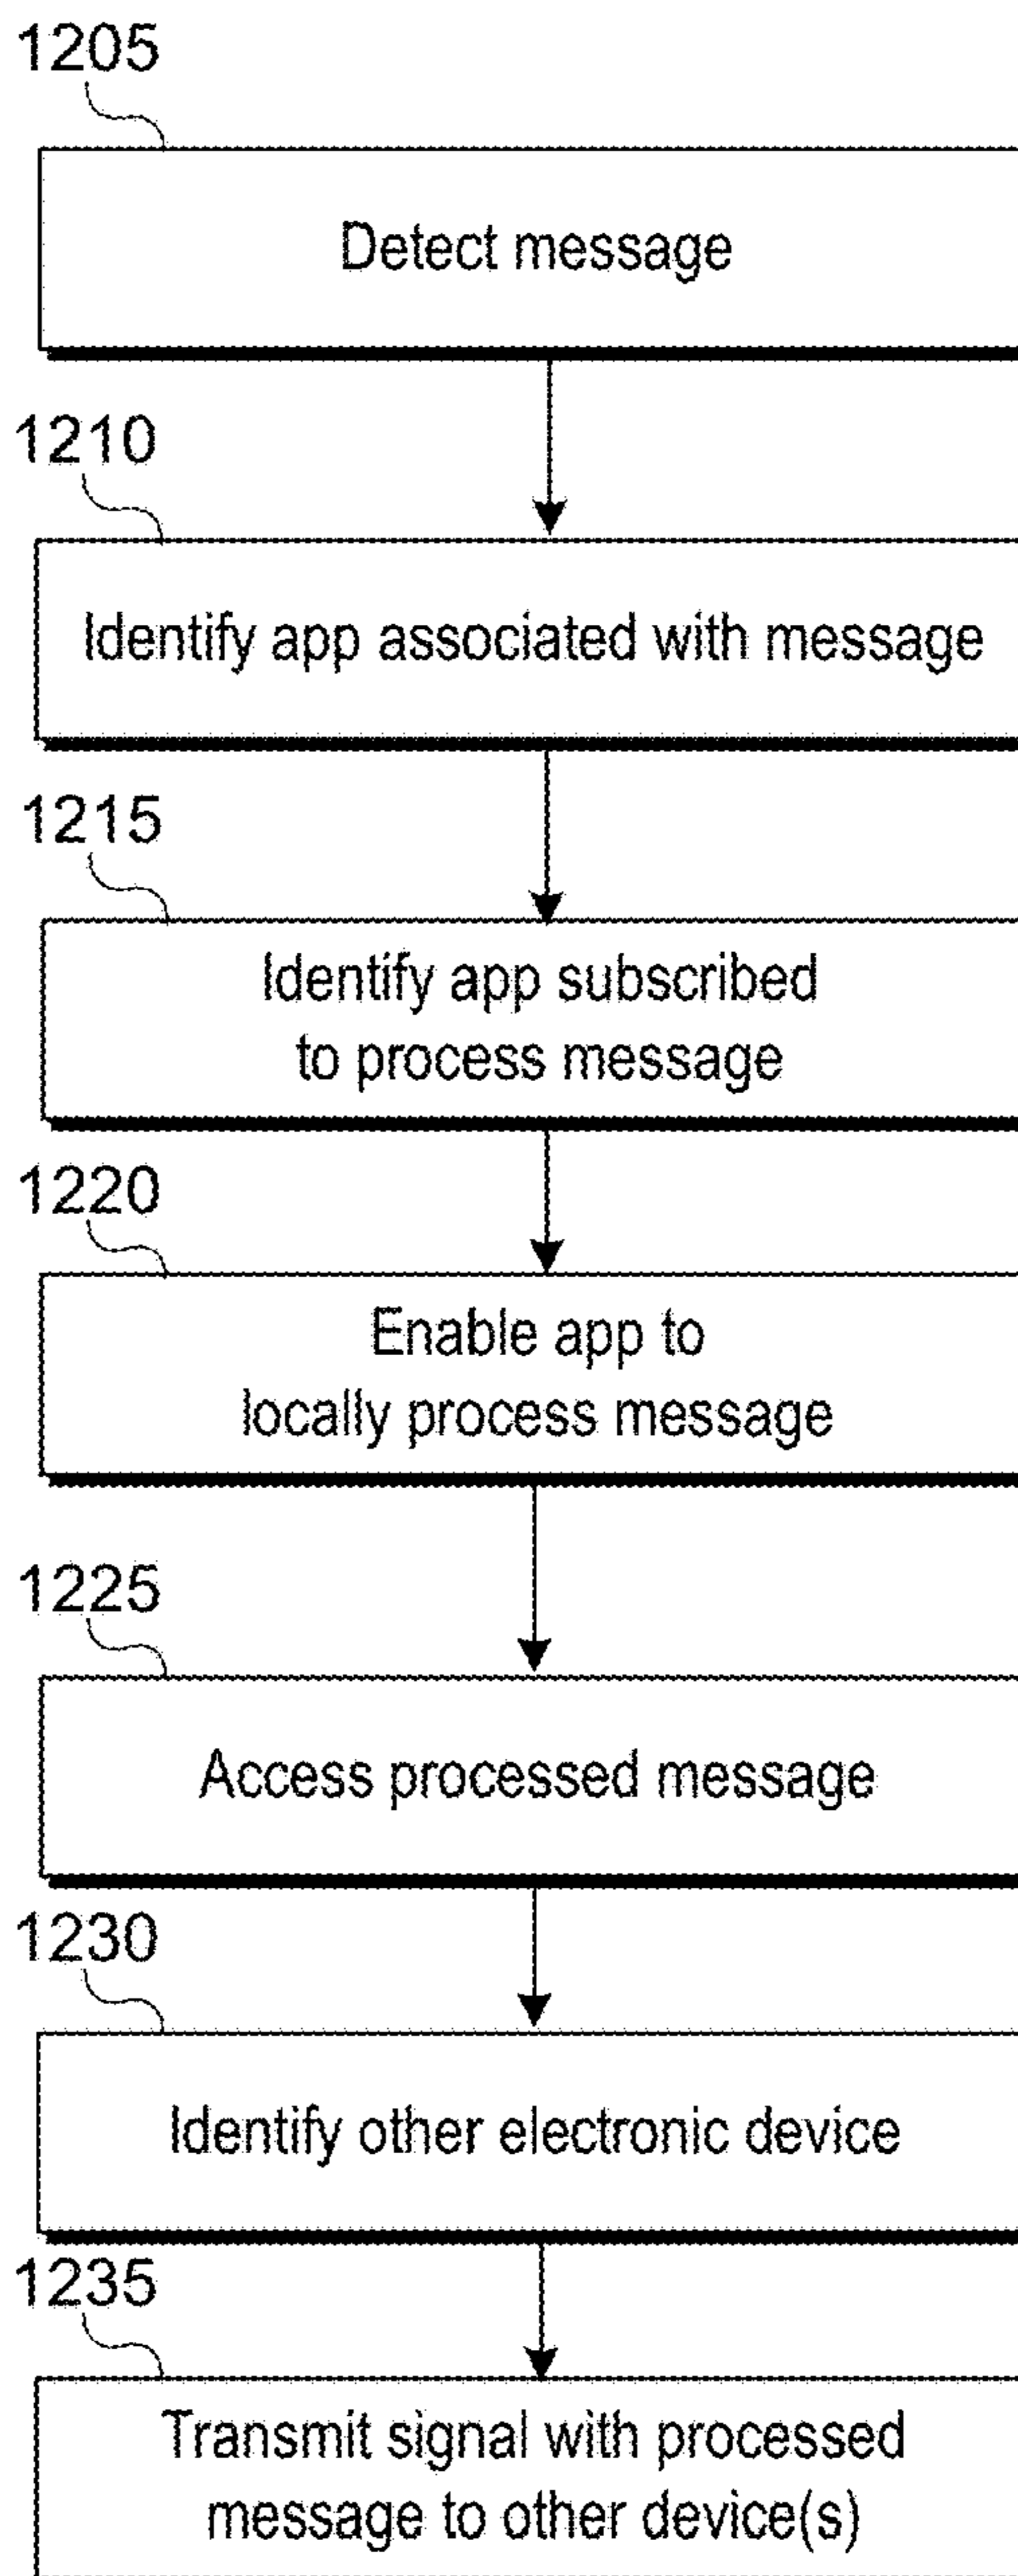 1205
Detect message
1210
Identify app associated with message
1215
Identify app subscribed
to process message
1220
Enable app to
locally process message
1225
Access processed message
1230
Identify other electronic device
1235
Transmit signal with processed
message to other device(s)